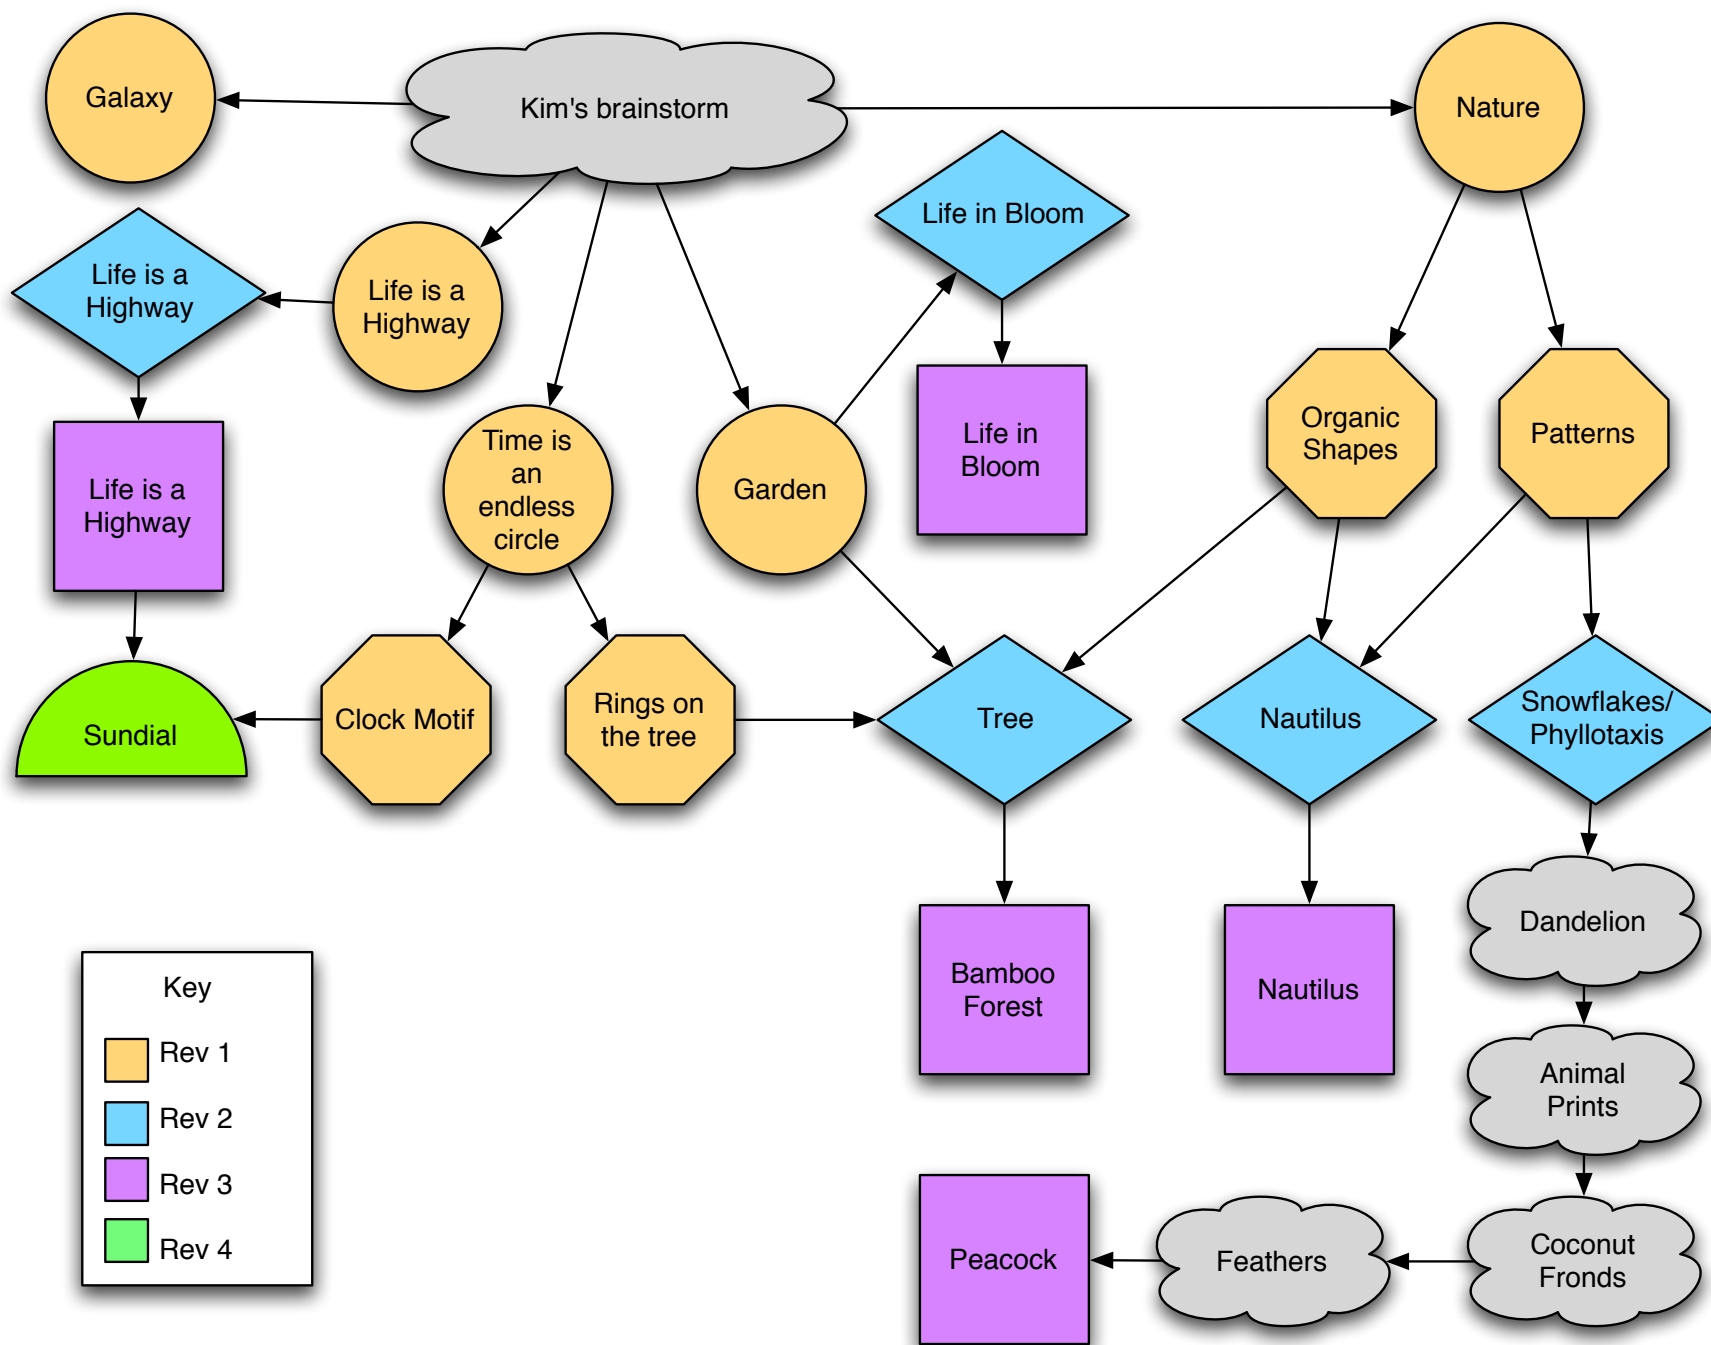 Galaxy
Kim's brainstorm
Nature
Life in Bloom
Life is a
Highway
Life is a
Highway
Organic
Shapes
Patterns
Life in
Bloom
Time is
an
endless
circle
Garden
Life is a
Highway
Sundial
Clock Motif
Rings on
the tree
Tree
Nautilus
Snowflakes/
Phyllotaxis
Dandelion
Bamboo
Forest
Nautilus
Key
Rev 1
Rev 2
Rev 3
Rev 4
Animal
Prints
Peacock
Feathers
Coconut
Fronds